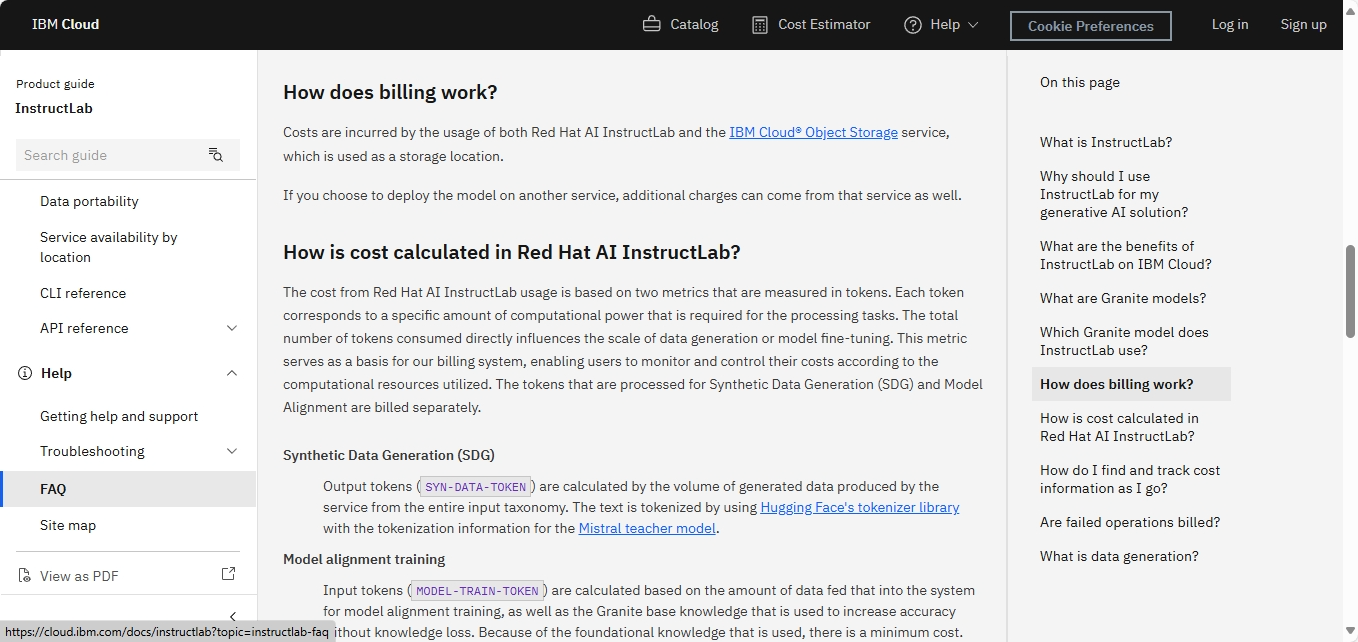 IBM Cloud
Catalog
Cost Estimator
Help
Cookie Preferences
Log in
Sign up
Product guide
InstructLab
Search guide
Data portability
Service availability by
location
CLI reference
API reference
Help
Getting help and support
Troubleshooting
FAQ
Site map
View as PDF
https://cloud.ibm.com/docs/instructlab?topic=instructlab-faq
How does billing work?
Costs are incurred by the usage of both Red Hat AI InstructLab and the IBM Cloud® Object Storage service,
which is used as a storage location.
If you choose to deploy the model on another service, additional charges can come from that service as well.
How is cost calculated in Red Hat AI InstructLab?
The cost from Red Hat AI InstructLab usage is based on two metrics that are measured in tokens. Each token
corresponds to a specific amount of computational power that is required for the processing tasks. The total
number of tokens consumed directly influences the scale of data generation or model fine-tuning. This metric
serves as a basis for our billing system, enabling users to monitor and control their costs according to the
computational resources utilized. The tokens that are processed for Synthetic Data Generation (SDG) and Model
Alignment are billed separately.
Synthetic Data Generation (SDG)
Output tokens (SYN-DATA-TOKEN) are calculated by the volume of generated data produced by the
service from the entire input taxonomy. The text is tokenized by using Hugging Face's tokenizer library
with the tokenization information for the Mistral teacher model.
Model alignment training
Input tokens (MODEL-TRAIN-TOKEN) are calculated based on the amount of data fed that into the system
for model alignment training, as well as the Granite base knowledge that is used to increase accuracy
ithout knowledge loss. Because of the foundational knowledge that is used, there is a minimum cost.
On this page
What is InstructLab?
Why should I use
InstructLab for my
generative AI solution?
What are the benefits of
InstructLab on IBM Cloud?
What are Granite models?
Which Granite model does
InstructLab use?
How does billing work?
How is cost calculated in
Red Hat AI InstructLab?
How do I find and track cost
information as I go?
Are failed operations billed?
What is data generation?